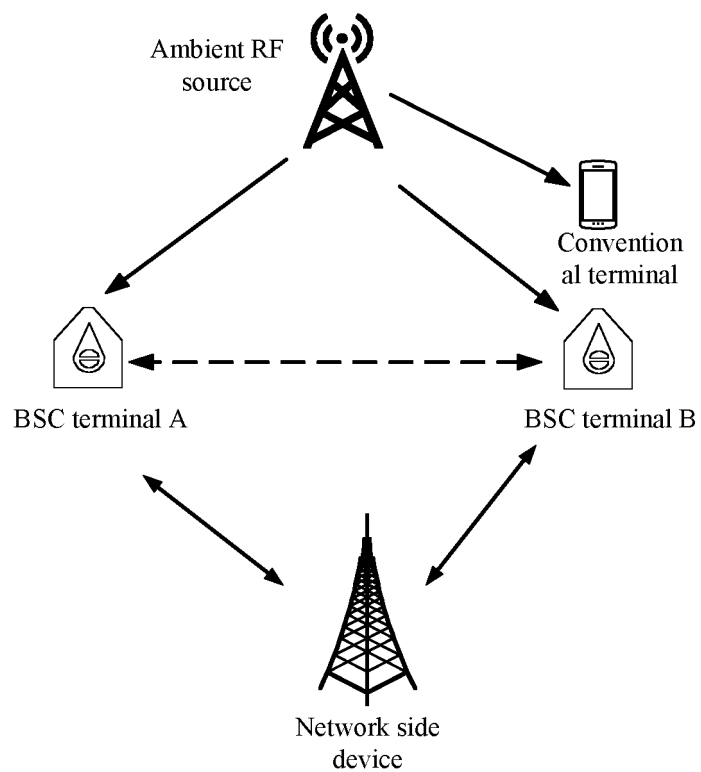 Ambient RF
source
Convention
al terminal
BSC terminal A
BSC terminal B
Network side
device